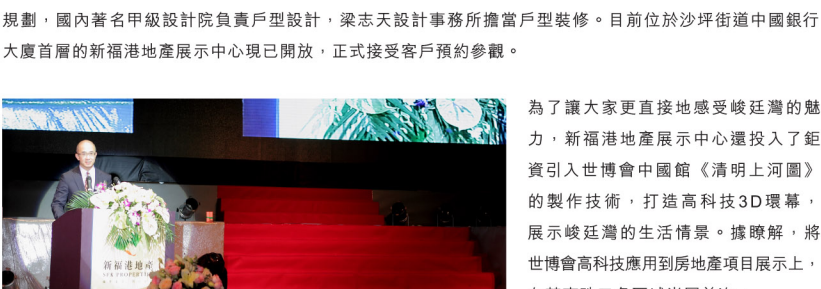 規劃，國內著名甲級設計院負責戶型設計，梁志天設計事務所擔當戶型裝修。目前位於沙坪街道中國銀行
大廈首層的新福港地產展示中心現已開放，正式接受客戶預約參觀。
為了讓大家更直接地感受峻廷灣的魅
力，新福港地產展示中心還投入了鉅
資引入世博會中國館《清明上河圖》
的製作技術，打造高科技3D環幕，
展示峻廷灣的生活情景。據瞭解，將
世博會高科技應用到房地產項目展示上，
新福港地產